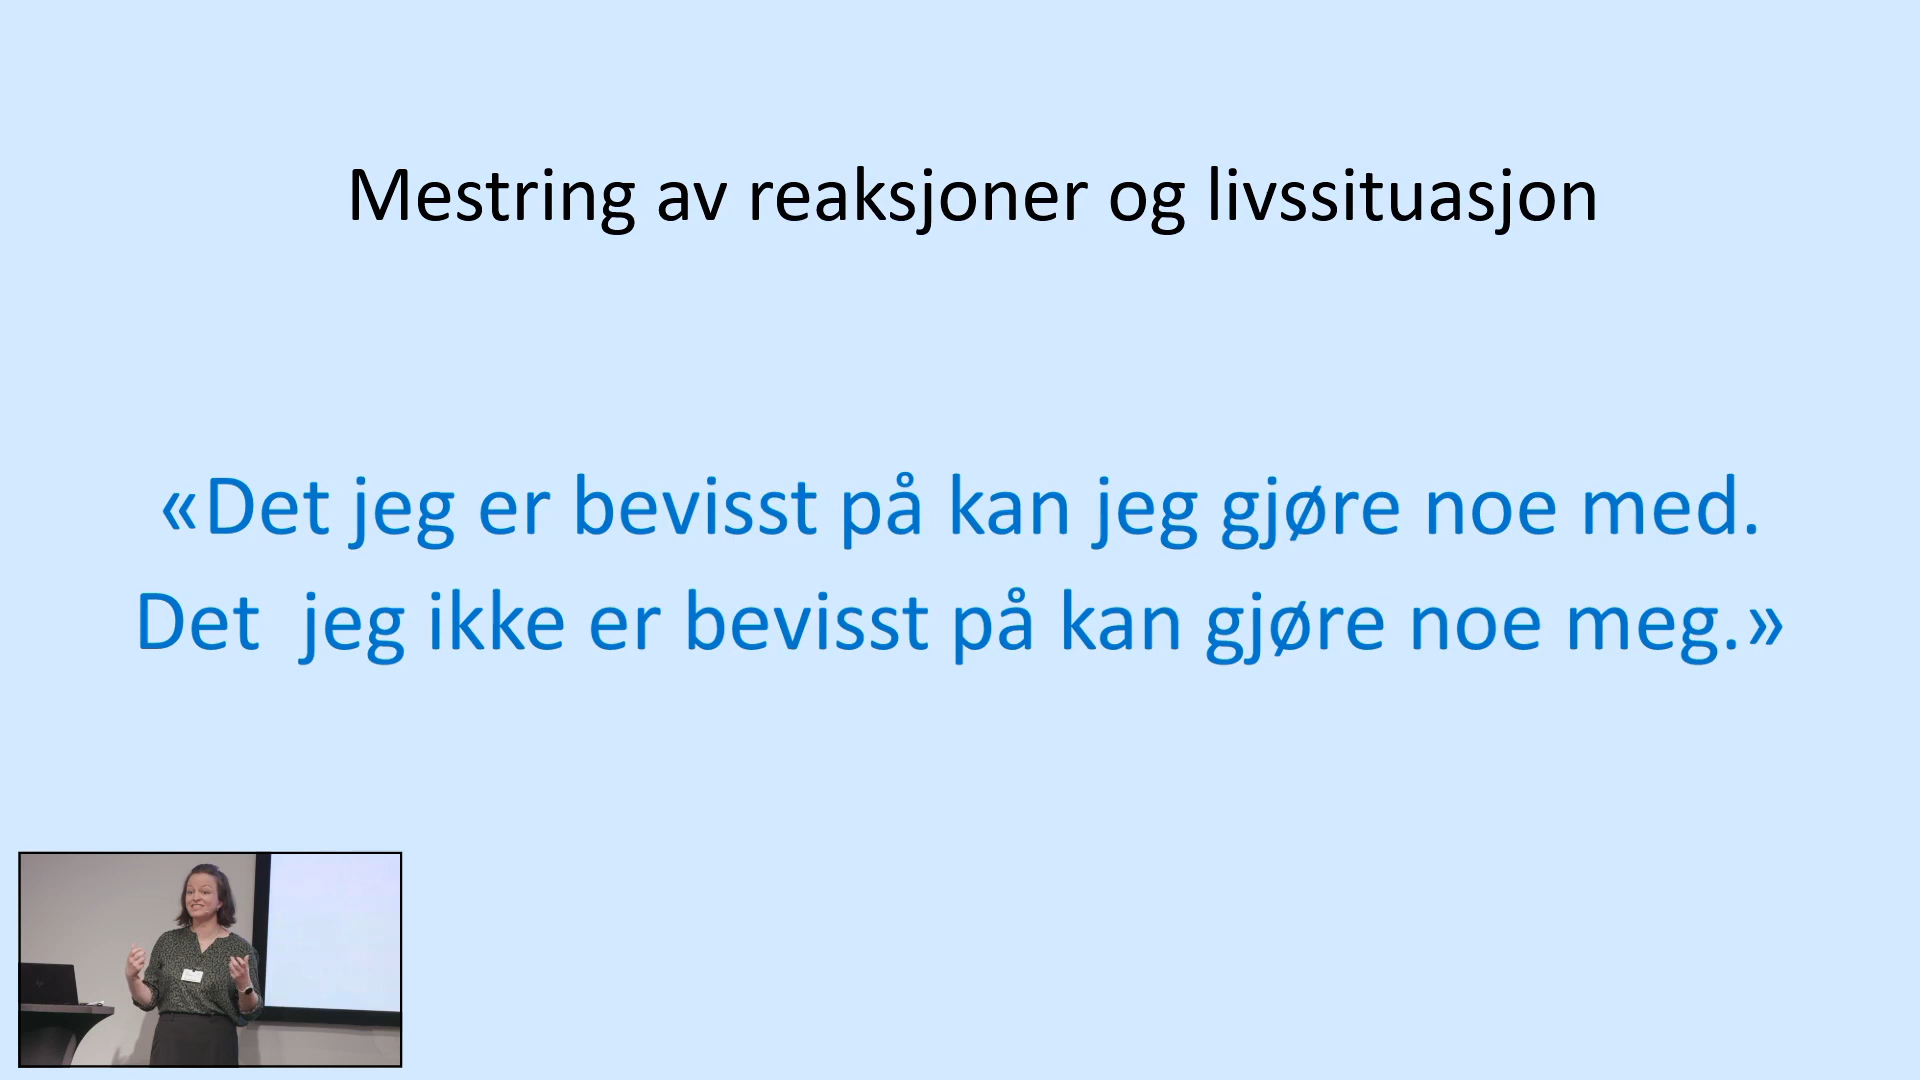 Mestring av reaksjoner og livssituasjon
«Det jeg er bevisst på kan jeg gjøre noe med.
Det  jeg ikke er bevisst på kan gjøre noe meg.»